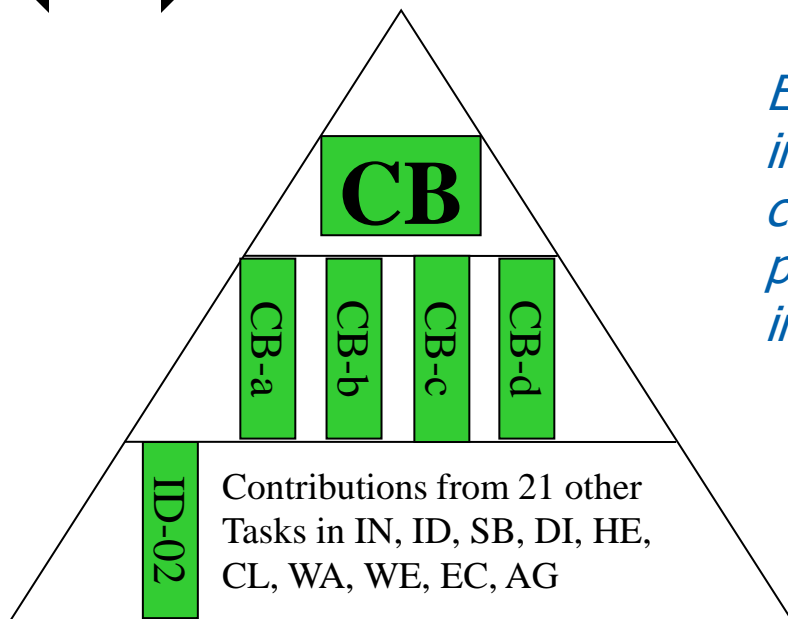 CB
CB-a
CB-b
CB-c
CB-d
ID-02
Contributions from 21 other
Tasks in IN, ID, SB, DI, HE,
CL, WA, WE, EC, AG